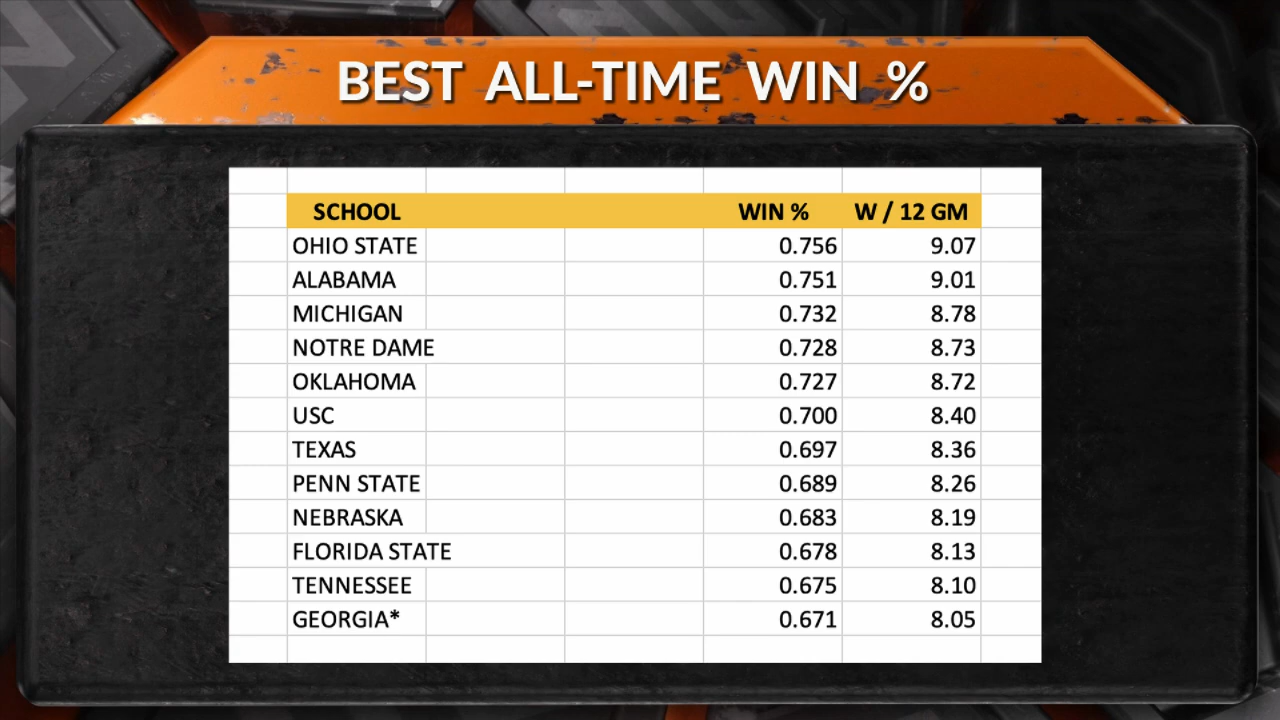 BEST ALL-TIME WIN %
SCHOOL WIN % W / 12 GM
OHIO STATE 0.756 9.07
ALABAMA 0.751 9.01
MICHIGAN 0.732 8.78
NOTRE DAME 0.728 8.73
OKLAHOMA 0.727 8.72
USC 0.700 8.40
TEXAS 0.697 8.36
PENN STATE 0.689 8.26
NEBRASKA 0.683 8.19
FLORIDA STATE 0.678 8.13
TENNESSEE 0.675 8.10
GEORGIA* 0.671 8.05